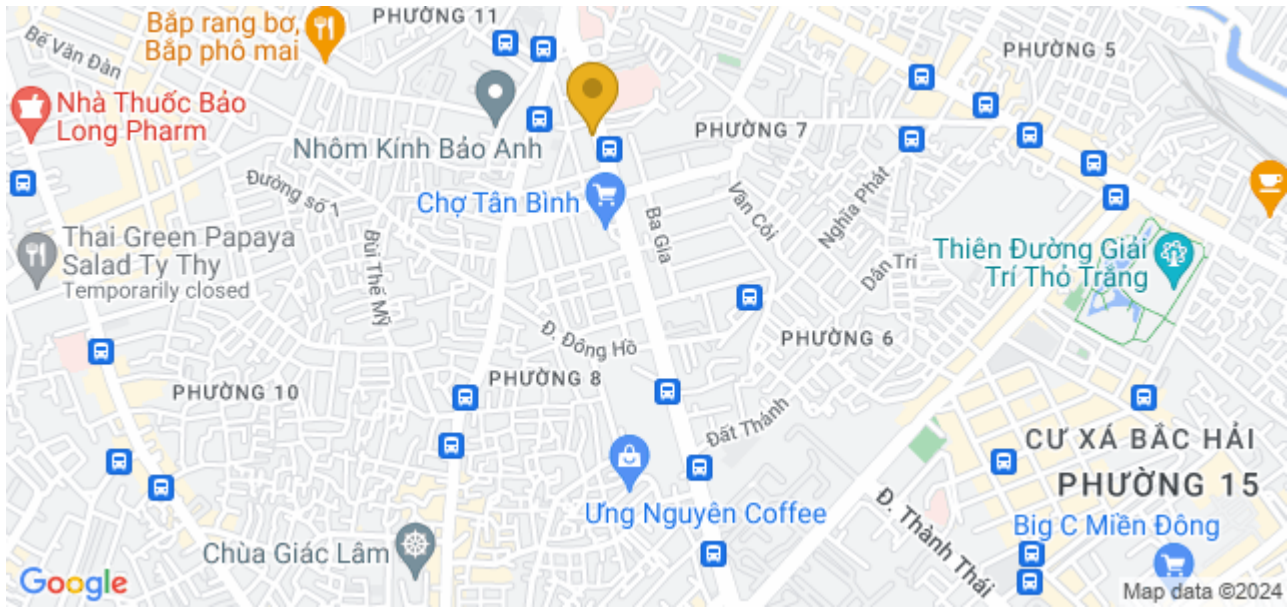 PHƯỜNG 11
Bắp rang bơ,
Bắp phô mai
Bế Văn Đàn
PHƯỜNG 5
Nhà Thuốc Bảo
Long Pharm
Nhôm Kính Bảo Anh
PHƯỜNG 7
Đường số 1
Chợ Tân Bình
Ba Gia
Vân Côi
Nghĩa Phát
Thai Green Papaya
Salad Ty Thy
Temporarily closed
Bùi Thế Mỹ
Dân Trí
Thiên Đường Giải
Trí Thỏ Trắng
Đ. Đông Hồ
PHƯỜNG 6
PHƯỜNG 8
PHƯỜNG 10
Đất Thánh
CƯ XÁ BẮC HẢI
PHƯỜNG 15
Ưng Nguyên Coffee
Đ. Thành Thái
Big C Miền Đông
Chùa Giác Lâm
Google
Map data ©2024